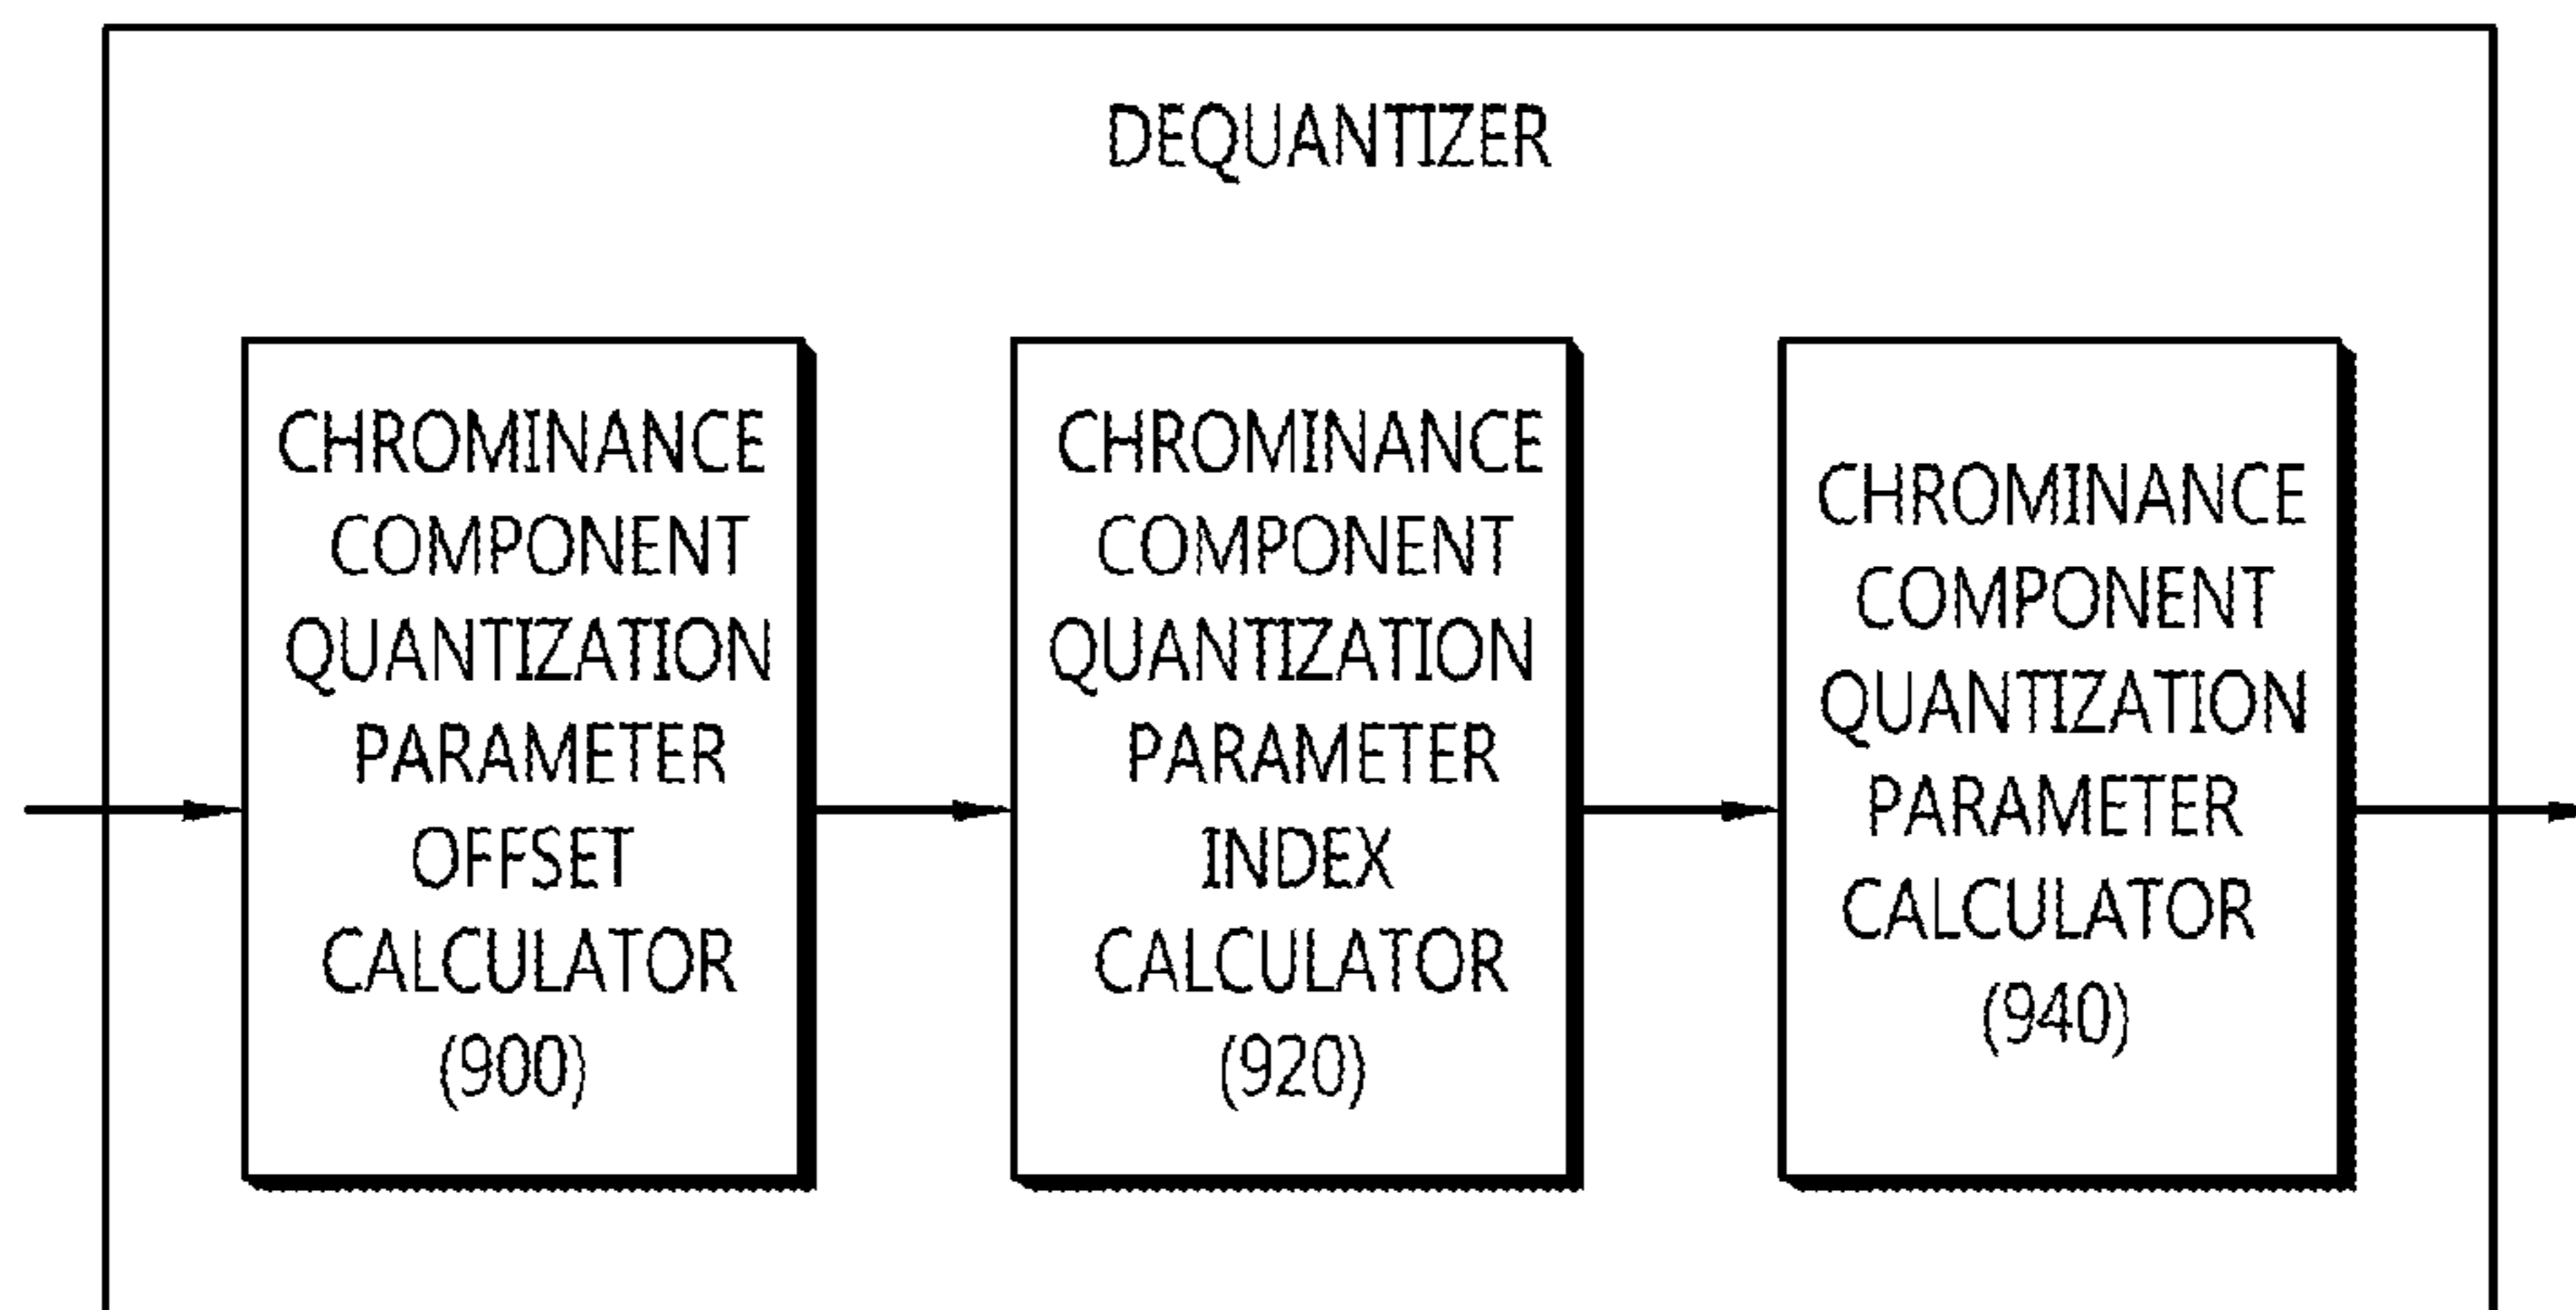 DEQUANTIZER
CHROMINANCE
COMPONENT
QUANTIZATION
PARAMETER
OFFSET
CALCULATOR
(900)
CHROMINANCE
COMPONENT
QUANTIZATION
PARAMETER
INDEX
CALCULATOR
(920)
CHROMINANCE
COMPONENT
QUANTIZATION
PARAMETER
CALCULATOR
(940)